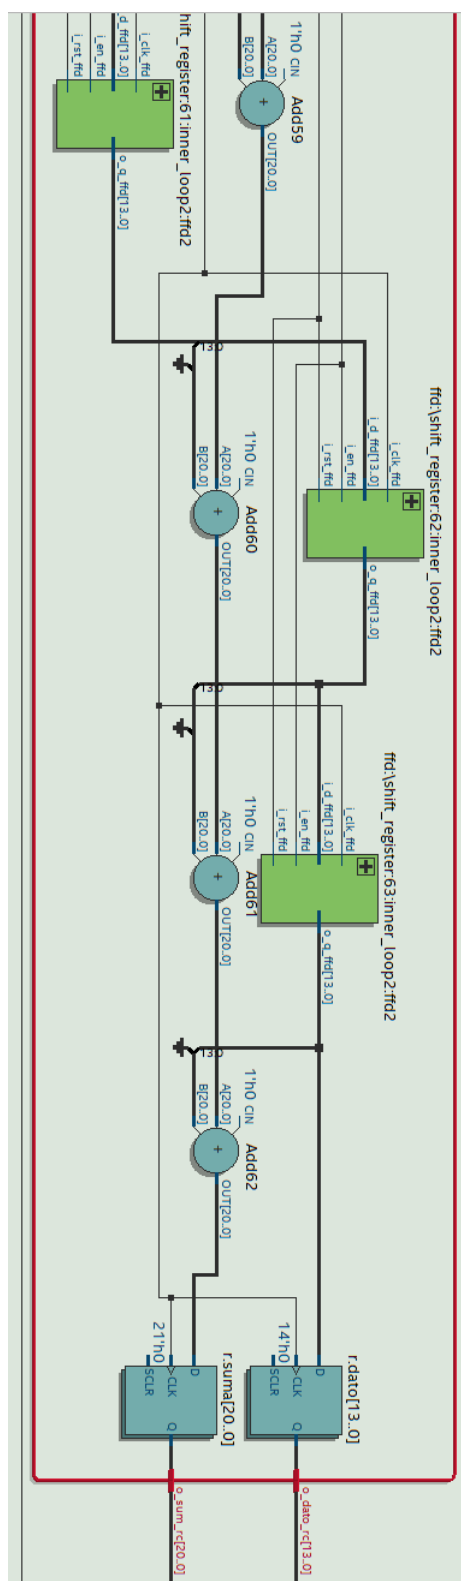 hift_register:61:inner_loop2:ffd2
i_clk_ffd
_d_ffd[13..0]
i_en_ffd
i_rst_ffd
o_q_ffd[13..0]
Add59
1'h0 CIN
A[20..0]
B[20..0]
+
OUT[20..0]
ffd:\shift_register:62:inner_loop2:ffd2
i_clk_ffd
i_d_ffd[13..0]
i_en_ffd
i_rst_ffd
o_q_ffd[13..0]
13:0
Add60
1'h0 CIN
A[20..0]
B[20..0]
+
OUT[20..0]
ffd:\shift_register:63:inner_loop2:ffd2
i_clk_ffd
i_d_ffd[13..0]
i_en_ffd
i_rst_ffd
o_q_ffd[13..0]
13:0
Add61
1'h0 CIN
A[20..0]
B[20..0]
+
OUT[20..0]
13:0
Add62
1'h0 CIN
A[20..0]
B[20..0]
+
OUT[20..0]
r.dato[13..0]
D
CLK
14'h0
SCLR
Q
o_dato_rc[13..0]
r.suma[20..0]
D
CLK
21'h0
SCLR
Q
o_sum_rc[20..0]